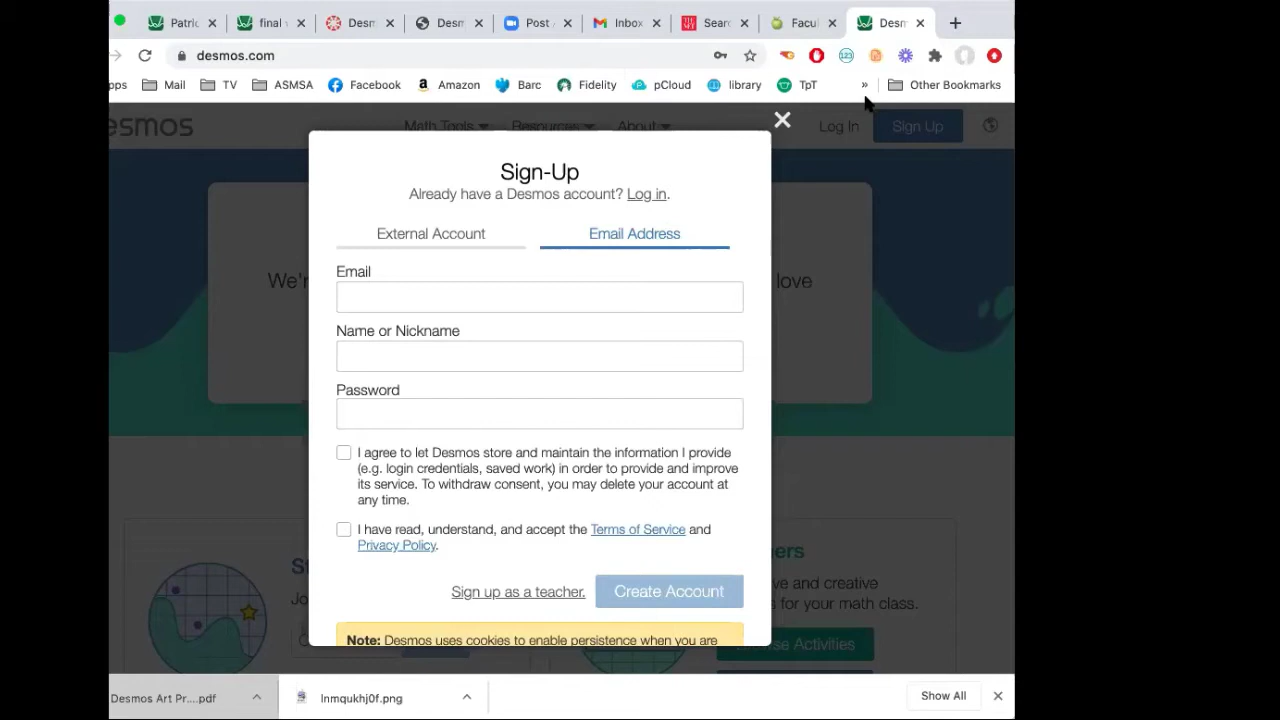 Patric
final
Desm
Desm
Post
Inbox
Searc
Facul
Desm
desmos.com
123
pps
Mail
TV
ASMSA
Facebook
Amazon
Barc
Fidelity
pCloud
library
TpT
»
Other Bookmarks
esmos
Math Tools
Resources
About
Log In
Sign Up
Sign-Up
Already have a Desmos account? Log in.
External Account
Email Address
We'r
love
Email
Name or Nickname
Password
I agree to let Desmos store and maintain the information I provide
(e.g. login credentials, saved work) in order to provide and improve
its service. To withdraw consent, you may delete your account at
any time.
I have read, understand, and accept the Terms of Service and
Privacy Policy.
Sign up as a teacher.
Create Account
Note: Desmos uses cookies to enable persistence when you are
St
Jo
ers
ve and creative
s for your math class.
wse Activities
Desmos Art Pr....pdf
lnmqukhj0f.png
Show All